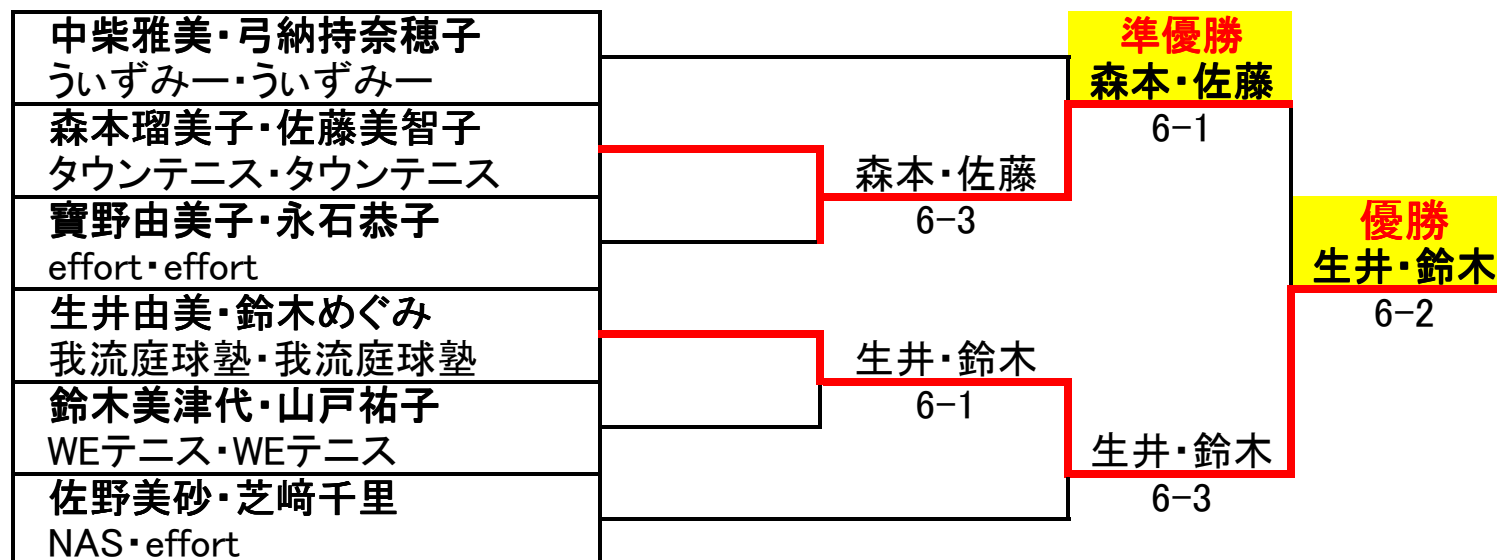 中柴雅美・弓納持奈穂子
うぃずみー・うぃずみー
森本瑠美子・佐藤美智子
タウンテニス・タウンテニス
寳野由美子・永石恭子
effort・effort
生井由美・鈴木めぐみ
我流庭球塾・我流庭球塾
鈴木美津代・山戸祐子
WEテニス・WEテニス
佐野美砂・芝﨑千里
NAS・effort
森本・佐藤
6-3
生井・鈴木
6-1
準優勝
森本・佐藤
6-1
生井・鈴木
6-3
優勝
生井・鈴木
6-2